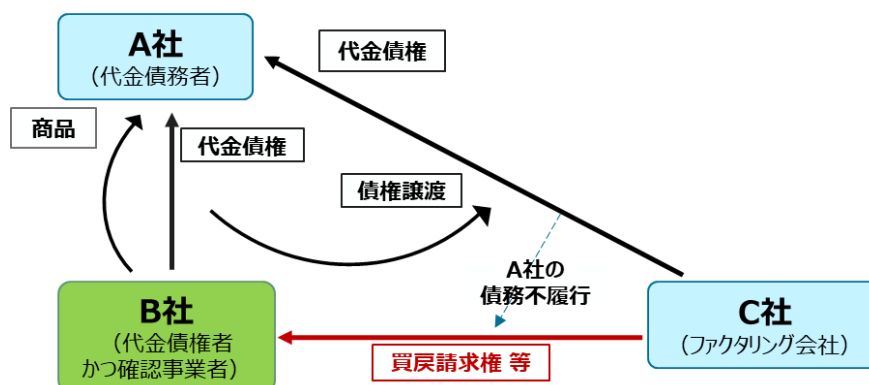 A社
（代金債務者）
代金債権
商品
代金債権
債権譲渡
A社の
債務不履行
B社
（代金債権者
かつ確認事業者）
買戻請求権 等
C社
（ファクタリング会社）